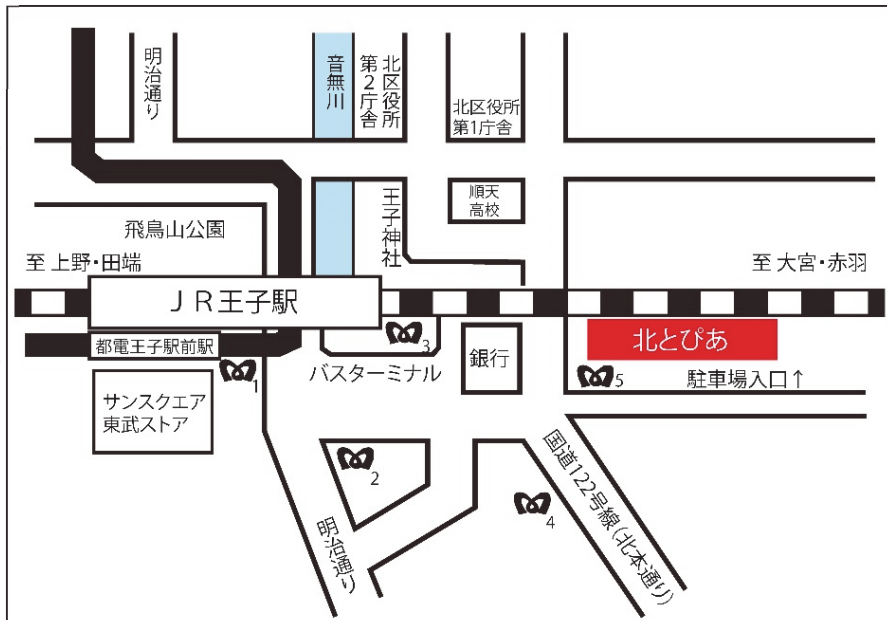 明治通り
音無川
北区役所
第2庁舎
北区役所
第1庁舎
順天
高校
王子神社
飛鳥山公園
至 上野・田端
至 大宮・赤羽
JR王子駅
北とぴあ
都電王子駅前駅
1
3
バスターミナル
銀行
5
駐車場入口↑
サンスクエア
東武ストア
2
4
明治通り
国道122号線(北本通り)